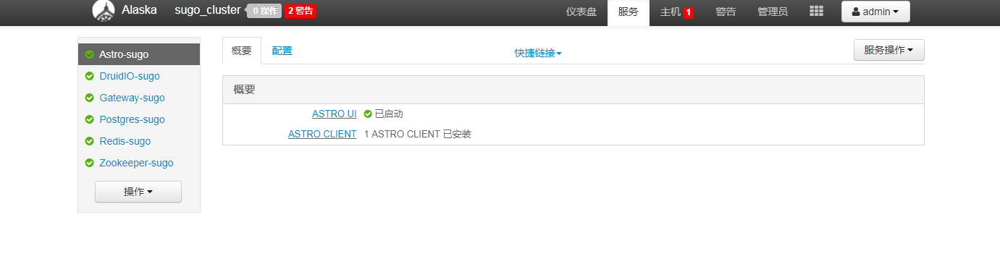 Alaska sugo_cluster 0 操作 2 警告 仪表盘 服务 主机 1 警告 管理员 admin
Astro-sugo
DruidIO-sugo
Gateway-sugo
Postgres-sugo
Redis-sugo
Zookeeper-sugo
操作
概要 配置 快捷链接 服务操作
概要
ASTRO UI 已启动
ASTRO CLIENT 1 ASTRO CLIENT 已安装